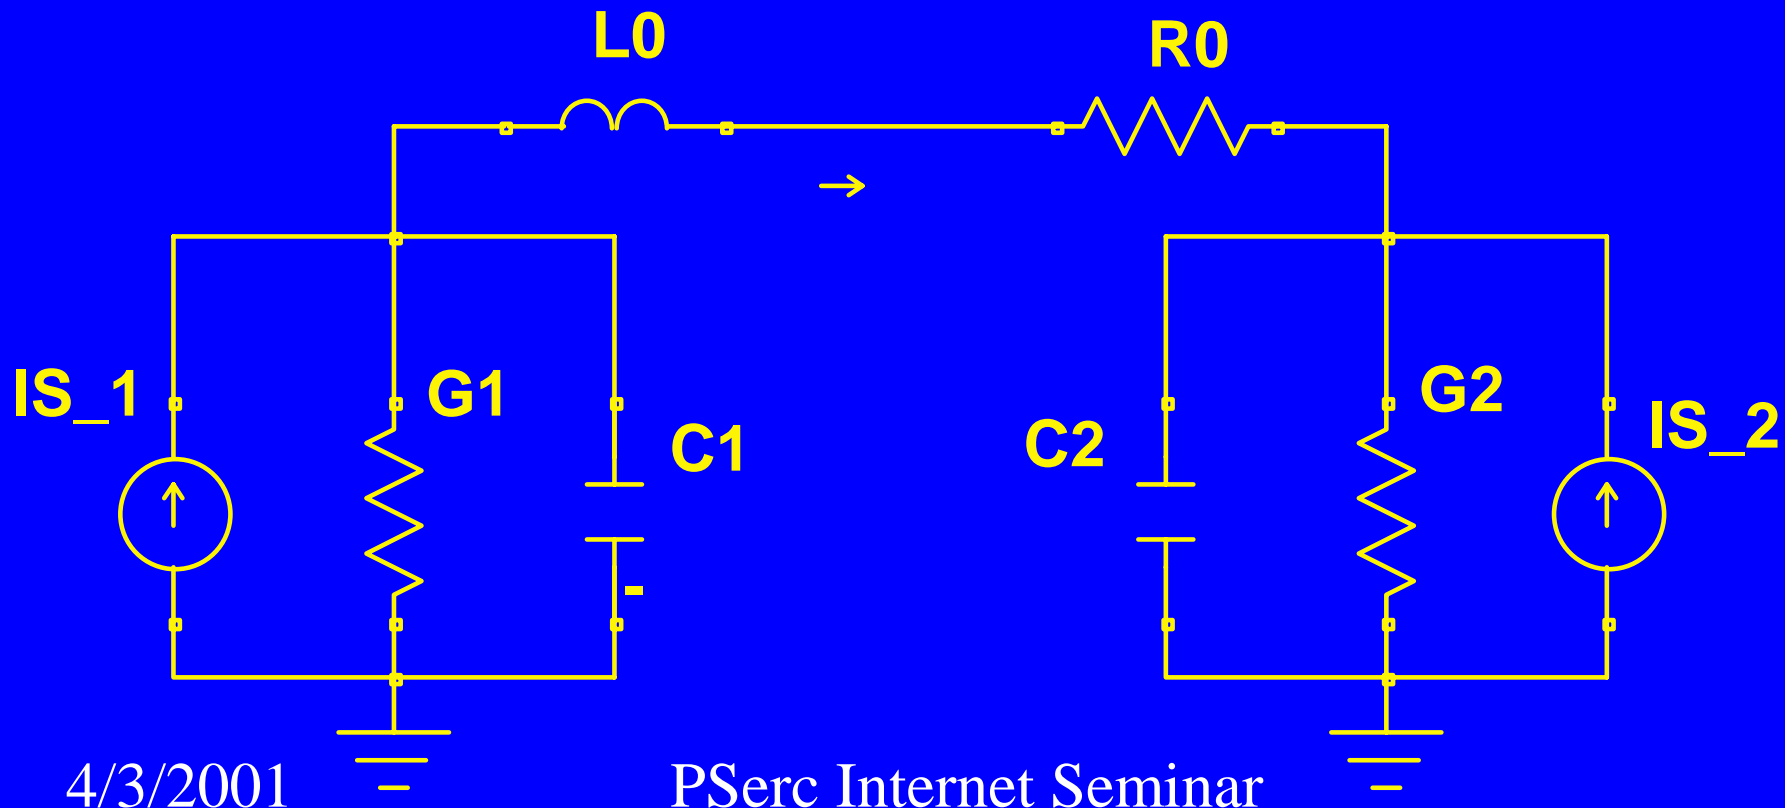 L0
R0
IS_1
G1
C1
-
C2
G2
IS_2
4/3/2001
PSerc Internet Seminar